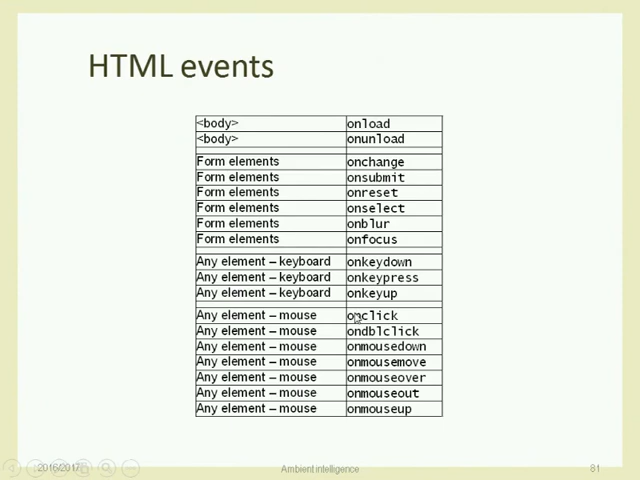 HTML events
<body> onload
<body> onunload
Form elements onchange
Form elements onsubmit
Form elements onreset
Form elements onselect
Form elements onblur
Form elements onfocus
Any element – keyboard onkeydown
Any element – keyboard onkeypress
Any element – keyboard onkeyup
Any element – mouse onclick
Any element – mouse ondblclick
Any element – mouse onmousedown
Any element – mouse onmousemove
Any element – mouse onmouseover
Any element – mouse onmouseout
Any element – mouse onmouseup
2016/2017 Ambient intelligence 81